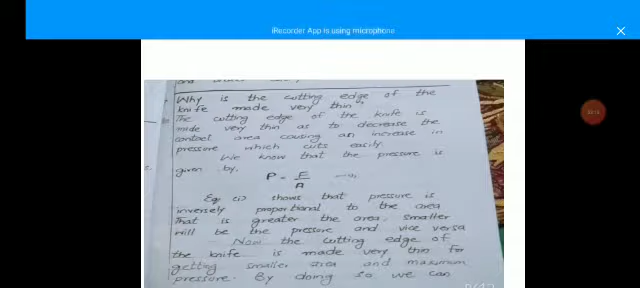 iRecorder App is using microphone
Why is the cutting edge of the
knife made very thin
The cutting edge of the knife is
made very thin as to decrease the
contact area causing an increase in
pressure which cuts easily.
We know that the pressure is
given by.
P = F/A
Eq (i) shows that pressure is
inversely proportional to the area
That is greater the area smaller
will be the pressure and vice versa
Now the cutting edge of
the knife is made very thin for
getting smaller area and maximum
pressure. By doing so we can